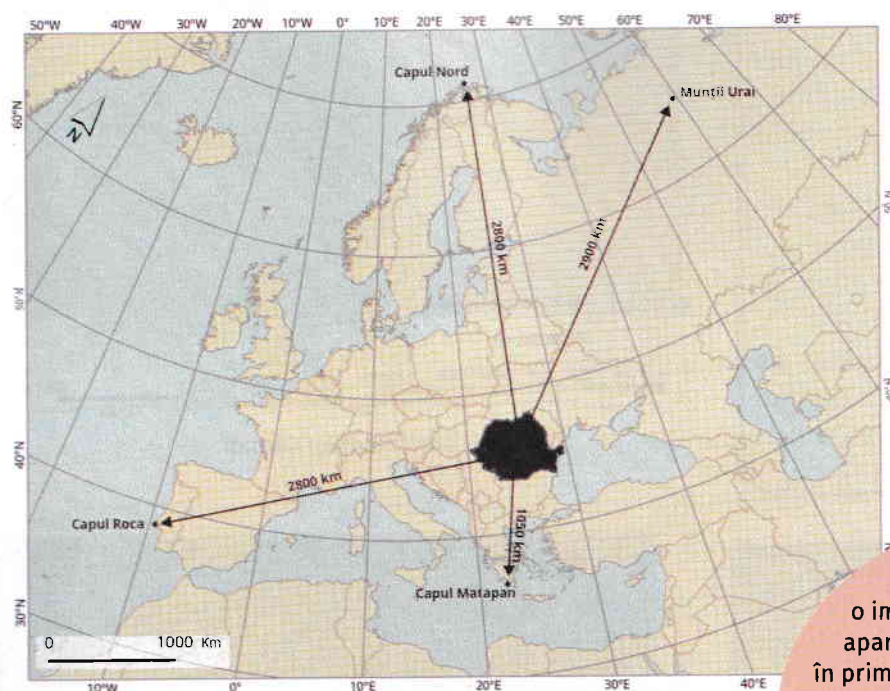 50°W 40°W 30°W 20°W 10°W 0° 10°E 20°E 30°E 40°E 50°E 60°E 70°E 80°E
Capul Nord
Munții Urai
60°N
N
2800 km
2900 km
50°N
40°N
2800 km
Capul Roca
1050 km
Capul Matapan
30°N
0 1000 Km
o im
apar
în prim
10°W 0° 10°E 20°E 30°E 40°E